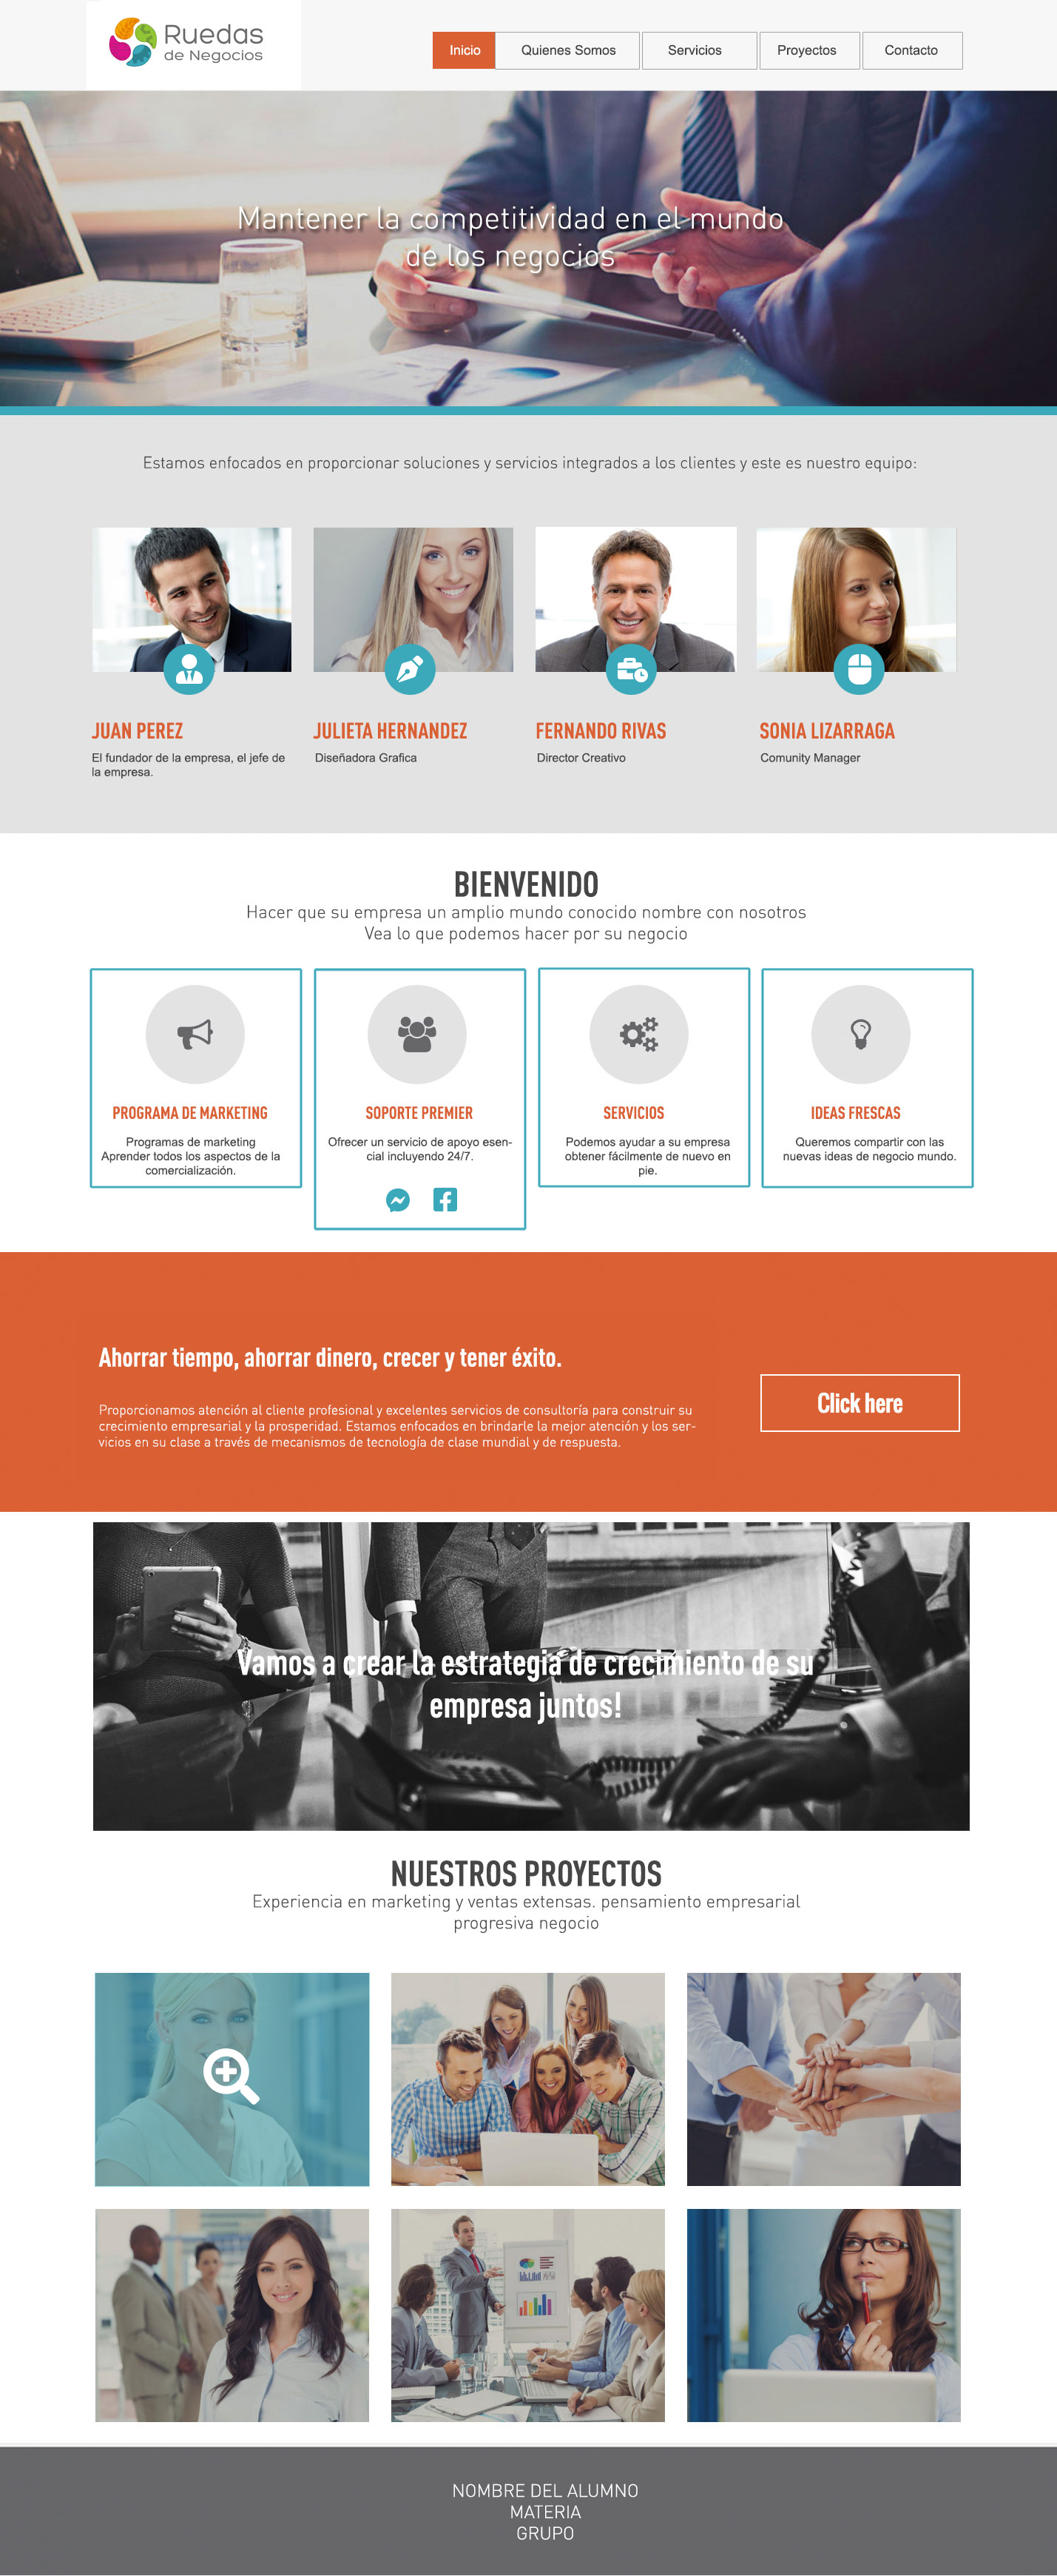 Ruedas
de Negocios
Inicio
Quienes Somos
Servicios
Proyectos
Contacto
Mantener la competitividad en el mundo
de los negocios
Estamos enfocados en proporcionar soluciones y servicios integrados a los clientes y este es nuestro equipo:
JUAN PEREZ
El fundador de la empresa, el jefe de
la empresa.
JULIETA HERNANDEZ
Diseñadora Grafica
FERNANDO RIVAS
Director Creativo
SONIA LIZARRAGA
Comunity Manager
BIENVENIDO
Hacer que su empresa un amplio mundo conocido nombre con nosotros
Vea lo que podemos hacer por su negocio
PROGRAMA DE MARKETING
Programas de marketing
Aprender todos los aspectos de la
comercialización.
SOPORTE PREMIER
Ofrecer un servicio de apoyo esen-
cial incluyendo 24/7.
SERVICIOS
Podemos ayudar a su empresa
obtener fácilmente de nuevo en
pie.
IDEAS FRESCAS
Queremos compartir con las
nuevas ideas de negocio mundo.
Ahorrar tiempo, ahorrar dinero, crecer y tener éxito.
Proporcionamos atención al cliente profesional y excelentes servicios de consultoría para construir su
crecimiento empresarial y la prosperidad. Estamos enfocados en brindarle la mejor atención y los ser-
vicios en su clase a través de mecanismos de tecnología de clase mundial y de respuesta.
Click here
Vamos a crear la estrategia de crecimiento de su
empresa juntos!
NUESTROS PROYECTOS
Experiencia en marketing y ventas extensas. pensamiento empresarial
progresiva negocio
NOMBRE DEL ALUMNO
MATERIA
GRUPO